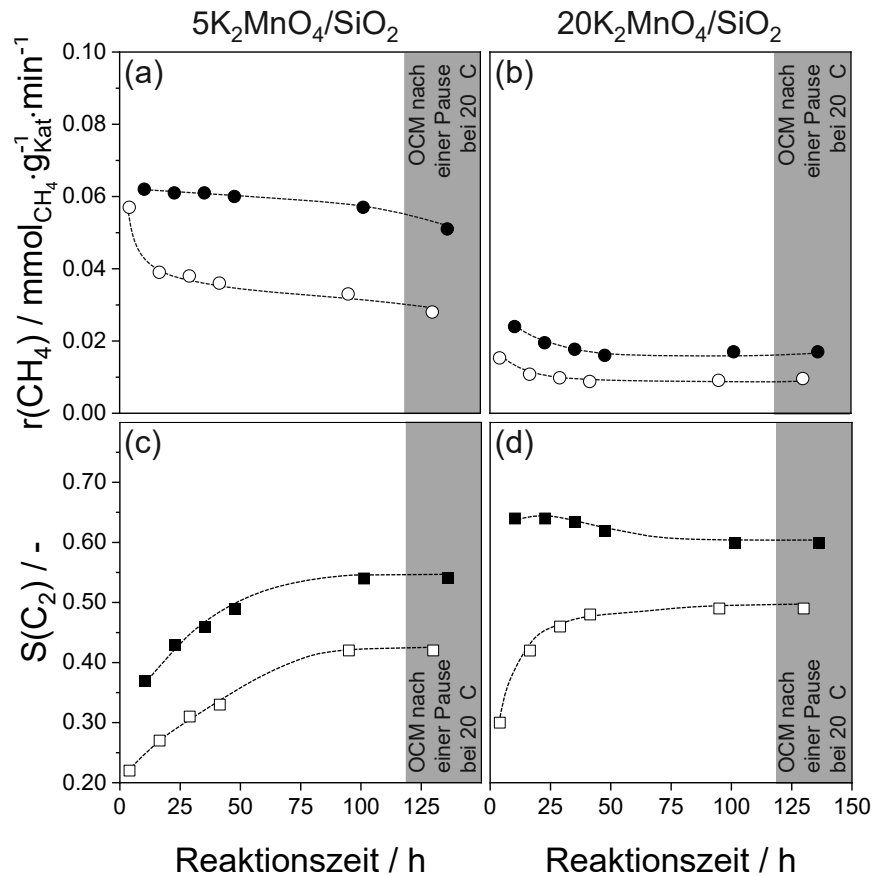 5K₂MnO₄/SiO₂ 20K₂MnO₄/SiO₂
(a) (b)
r(CH₄) / mmol_CH₄·g⁻¹_Kat·min⁻¹
0.10
0.08
0.06
0.04
0.02
0.00
OCM nach
einer Pause
bei 20 C
OCM nach
einer Pause
bei 20 C
(c) (d)
S(C₂) / -
0.70
0.60
0.50
0.40
0.30
0.20
OCM nach
einer Pause
bei 20 C
OCM nach
einer Pause
bei 20 C
0 25 50 75 100 125 0 25 50 75 100 125 150
Reaktionszeit / h Reaktionszeit / h